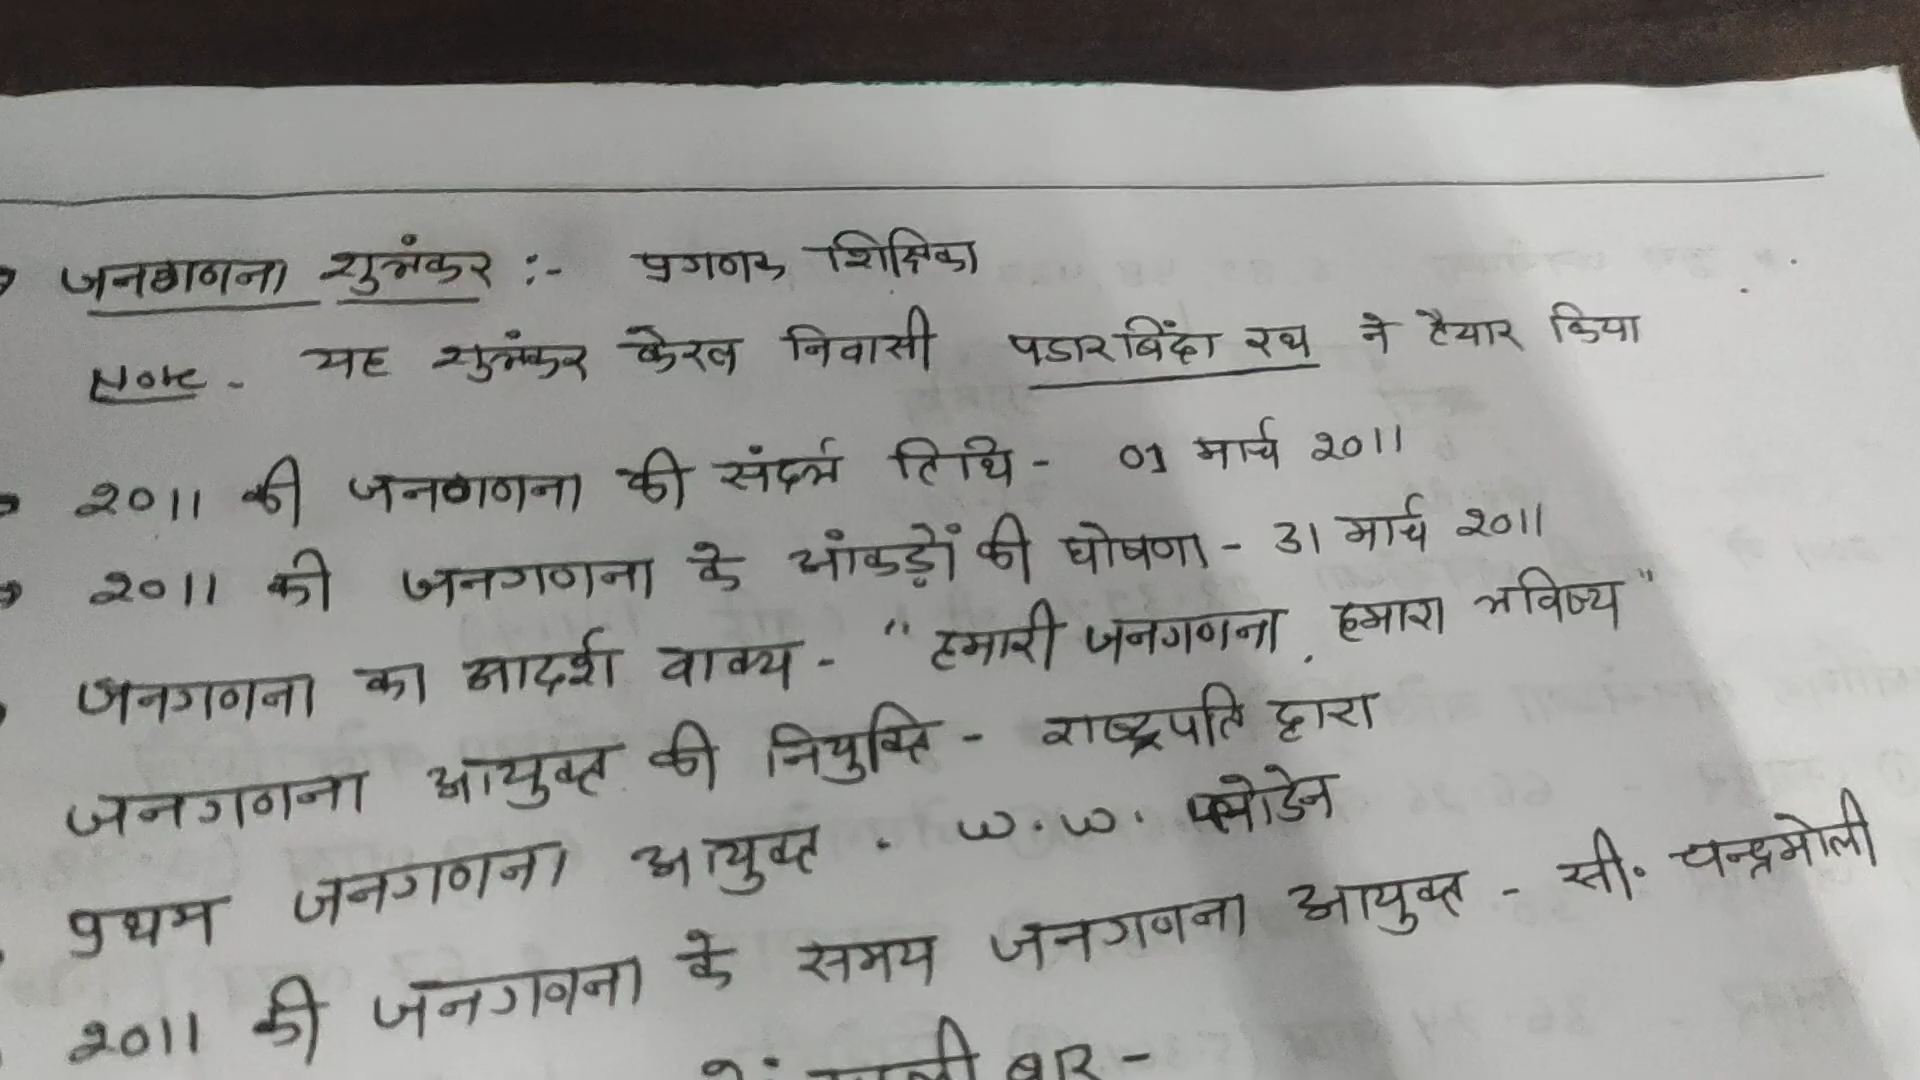 जनगणना शुभंकर :- प्रगणक शिक्षिका
Note - यह शुभंकर केरल निवासी पडारबिंदा रथ ने तैयार किया
2011 की जनगणना की संदर्भ तिथि - 01 मार्च 2011
2011 की जनगणना के आंकड़ों की घोषणा - 31 मार्च 2011
जनगणना का आदर्श वाक्य - "हमारी जनगणना, हमारा भविष्य"
जनगणना आयुक्त की नियुक्ति - राष्ट्रपति द्वारा
प्रथम जनगणना आयुक्त - W.W. प्लोडेन
2011 की जनगणना के समय जनगणना आयुक्त - सी. चन्द्रमोली
बार -